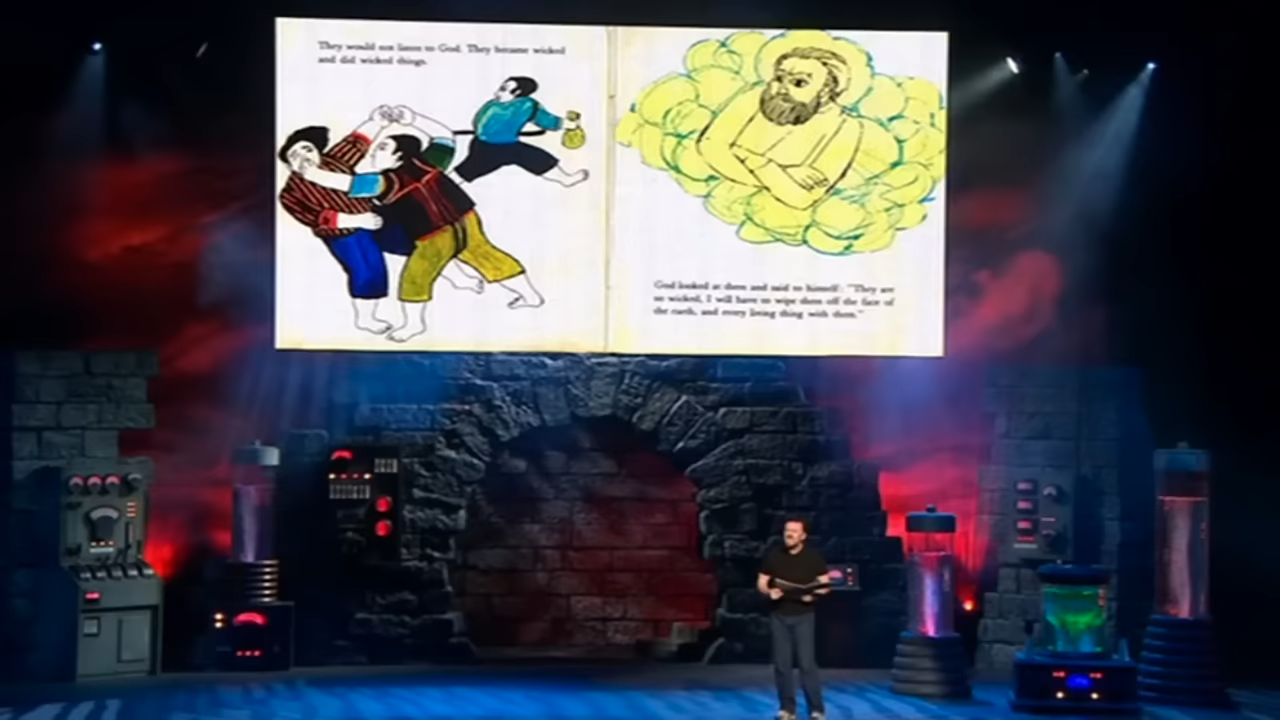 They would not listen to God. They became wicked
and did wicked things.
God looked at them and said to himself: "They are
so wicked, I will have to wipe them off the face of
the earth, and every living thing with them."